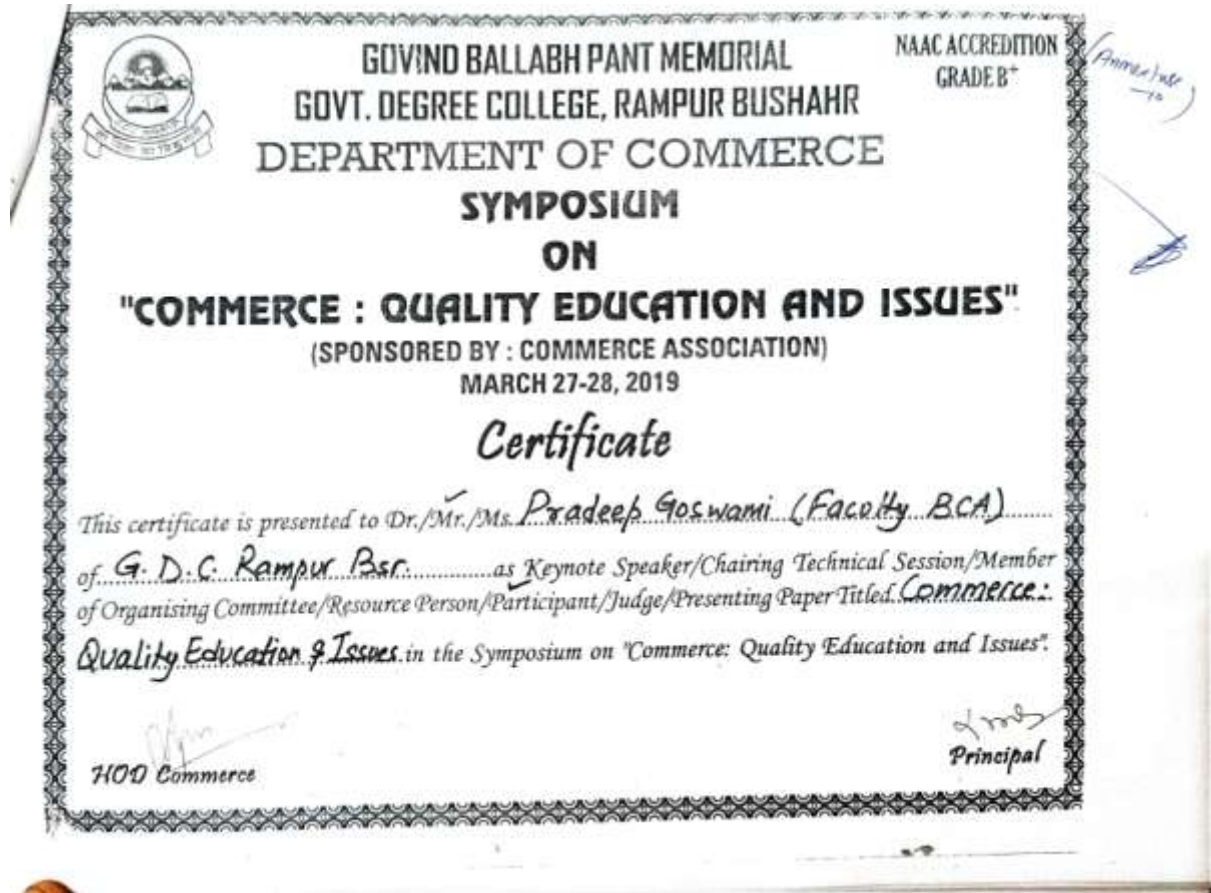 GOVIND BALLABH PANT MEMORIAL
GOVT. DEGREE COLLEGE, RAMPUR BUSHAHR
NAAC ACCREDITION
GRADE B+
DEPARTMENT OF COMMERCE
SYMPOSIUM
ON
"COMMERCE : QUALITY EDUCATION AND ISSUES"
(SPONSORED BY : COMMERCE ASSOCIATION)
MARCH 27-28, 2019
Certificate
This certificate is presented to Dr./Mr./Ms. Pradeep Goswami (Faculty BCA)
of G. D. C. Rampur Bsr. as Keynote Speaker/Chairing Technical Session/Member
of Organising Committee/Resource Person/Participant/Judge/Presenting Paper Titled Commerce:
Quality Education & Issues in the Symposium on "Commerce: Quality Education and Issues".
HOD Commerce
Principal